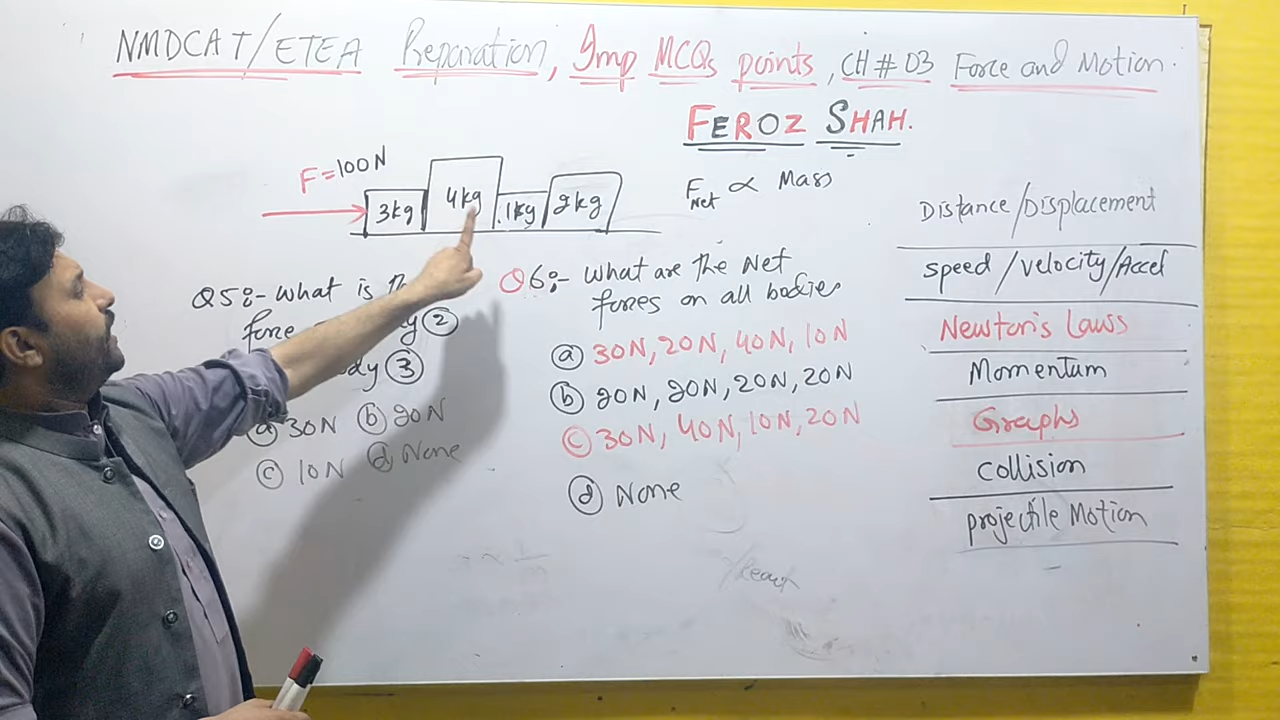 NMDCAT/ETEA Preparation, Imp MCQs points, CH # 03 Force and Motion.
FEROZ SHAH.
F=100N
3kg 4kg 1kg 2kg
FNet ∝ Mass
Q5:- What is th
force
② 
dy ③
ⓐ 30N ⓑ 20N
ⓒ 10N ⓓ None
Q6:- What are the Net
forces on all bodies
ⓐ 30N, 20N, 40N, 10N
ⓑ 20N, 20N, 20N, 20N
ⓒ 30N, 40N, 10N, 20N
ⓓ None
Distance/Displacement
speed/velocity/Accel
Newton's Laws
Momentum
Graphs
collision
projectile Motion